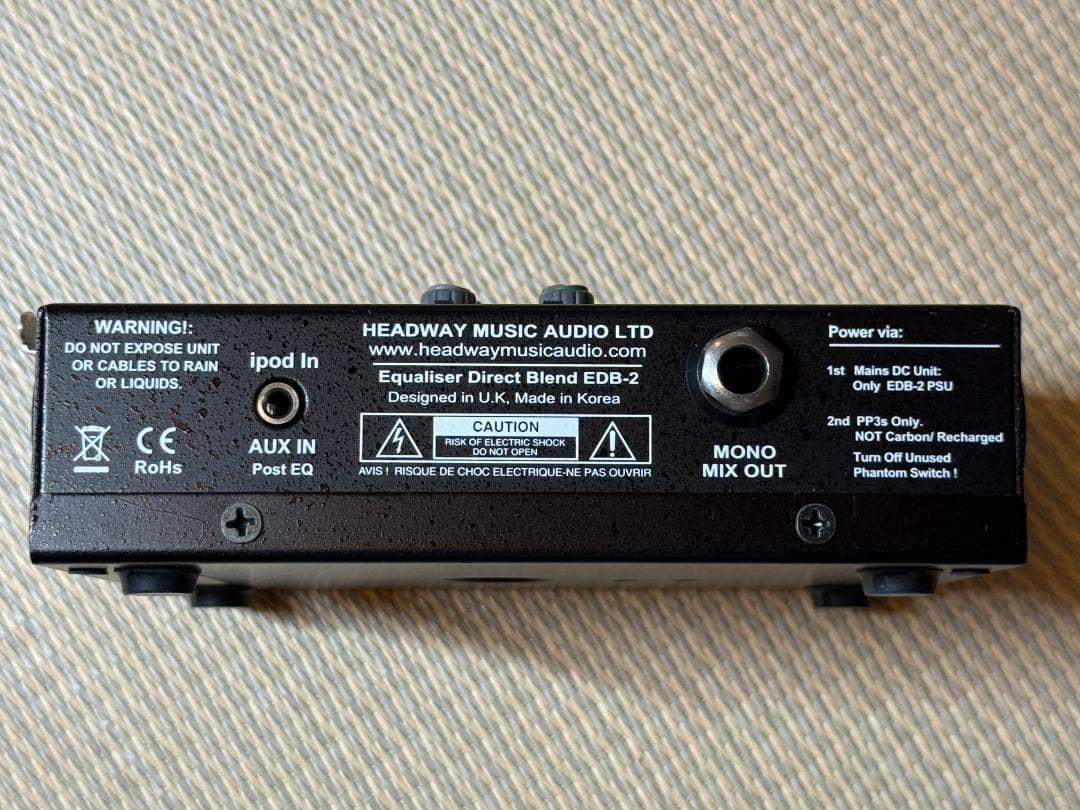 WARNING!:
DO NOT EXPOSE UNIT
OR CABLES TO RAIN
OR LIQUIDS.
CE
RoHs
ipod In
AUX IN
Post EQ
HEADWAY MUSIC AUDIO LTD
www.headwaymusicaudio.com
Equaliser Direct Blend EDB-2
Designed in U.K, Made in Korea
CAUTION
RISK OF ELECTRIC SHOCK
DO NOT OPEN
AVIS ! RISQUE DE CHOC ELECTRIQUE-NE PAS OUVRIR
MONO
MIX OUT
Power via:
1st Mains DC Unit:
Only EDB-2 PSU
2nd PP3s Only.
NOT Carbon/ Recharged
Turn Off Unused
Phantom Switch !